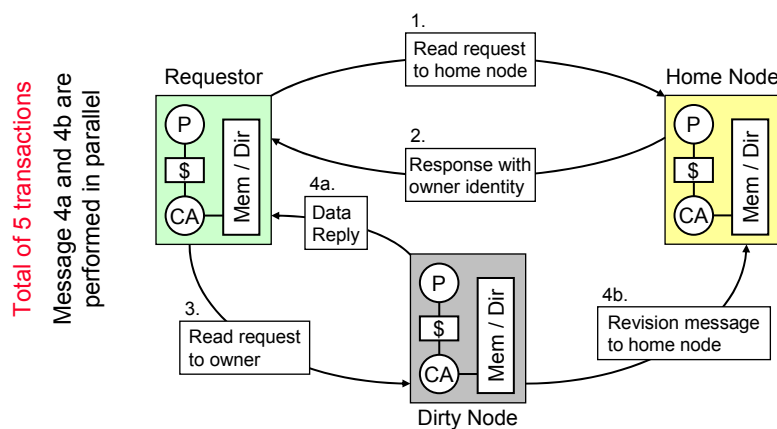 Total of 5 transactions
Message 4a and 4b are
performed in parallel
1.
Read request
to home node
Requestor
Home Node
P
$
CA
Mem / Dir
2.
Response with
owner identity
P
$
CA
Mem / Dir
4a.
Data
Reply
3.
Read request
to owner
P
$
CA
Mem / Dir
4b.
Revision message
to home node
Dirty Node